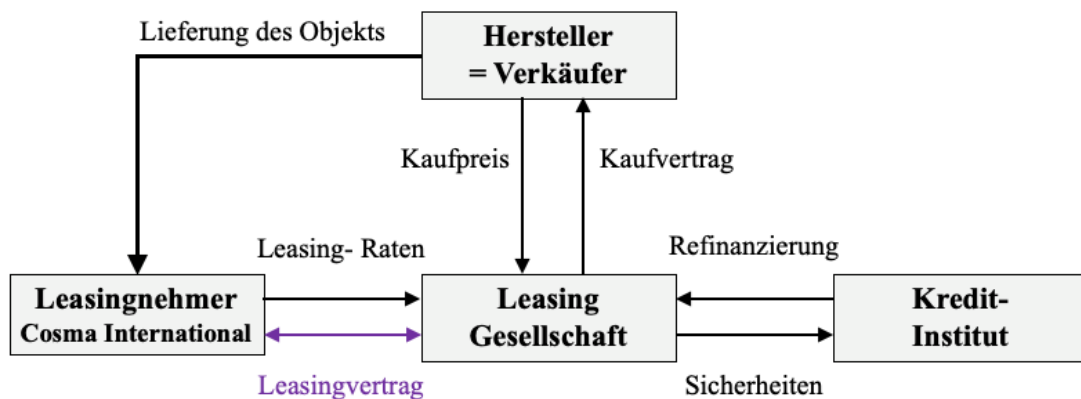 Lieferung des Objekts
Hersteller
= Verkäufer
Kaufpreis
Kaufvertrag
Leasing- Raten
Refinanzierung
Leasingnehmer
Cosma International
Leasing
Gesellschaft
Kredit-
Institut
Leasingvertrag
Sicherheiten